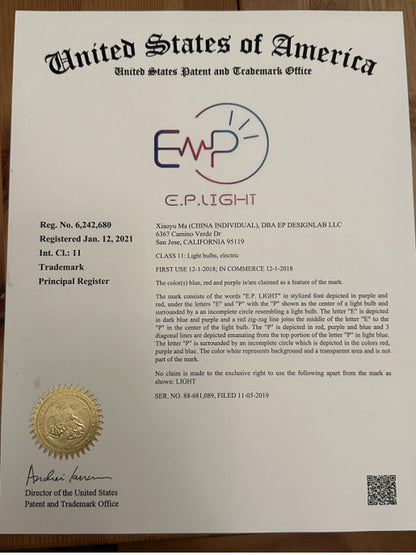 United States of America
United States Patent and Trademark Office
E P
E.P.LIGHT
Reg. No. 6,242,680
Registered Jan. 12, 2021
Int. Cl.: 11
Trademark
Principal Register
Xiaoyu Ma (CHINA INDIVIDUAL), DBA EP DESIGNLAB LLC
6367 Camino Verde Dr
San Jose, CALIFORNIA 95119
CLASS 11: Light bulbs, electric
FIRST USE 12-1-2018; IN COMMERCE 12-1-2018
The color(s) blue, red and purple is/are claimed as a feature of the mark.
The mark consists of the words "E.P. LIGHT" in stylized font depicted in purple and
red, under the letters "E" and "P" with the "P" shown as the center of a light bulb and
surrounded by a an incomplete circle resembling a light bulb. The letter "E" is depicted
in dark blue and purple and a red zig-zag line joins the middle of the letter "E" to the
"P" in the center of the light bulb. The "P" is depicted in red, purple and blue and 3
diagonal lines are depicted emanating from the top portion of the letter "P" in light blue.
The letter "P" is surrounded by an incomplete circle which is depicted in the colors red,
purple and blue. The color white represents background and a transparent area and is not
part of the mark.
No claim is made to the exclusive right to use the following apart from the mark as
shown: LIGHT
SER. NO. 88-681,089, FILED 11-05-2019
Director of the United States
Patent and Trademark Office